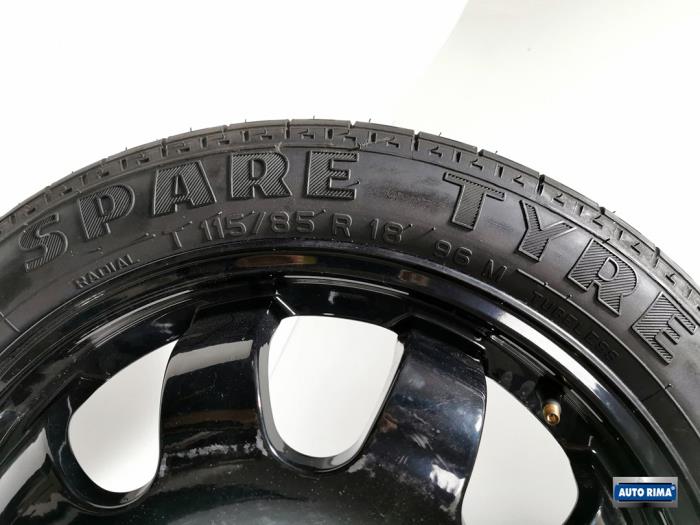 SPARE TYRE
RADIAL T 115/85 R 18 96 M TUBELESS
AUTO RIMA